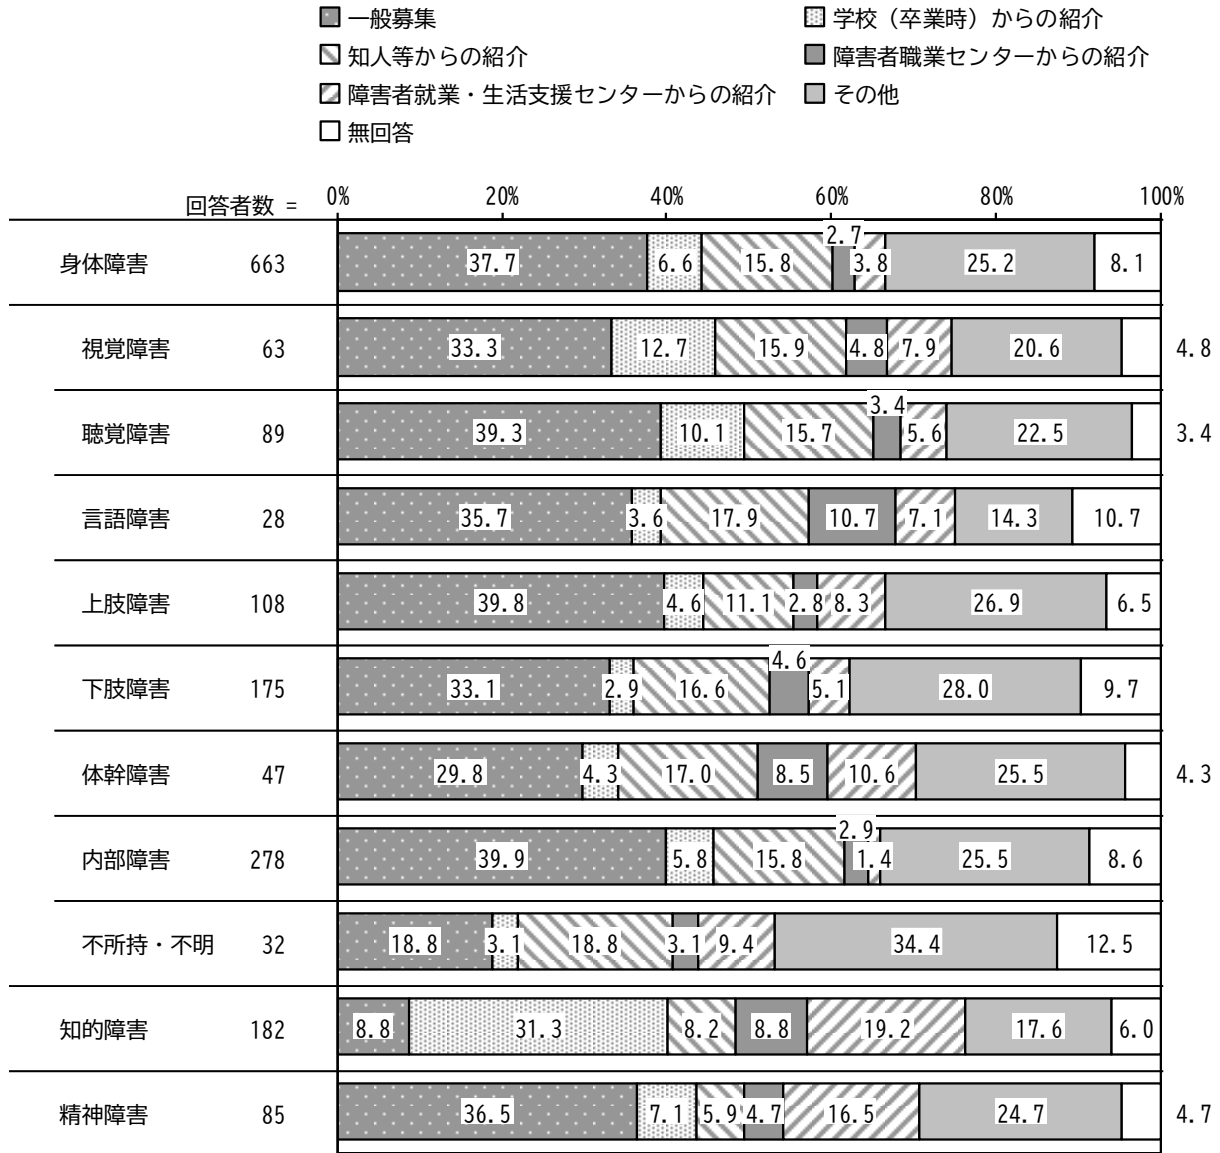 一般募集 学校（卒業時）からの紹介
知人等からの紹介 障害者職業センターからの紹介
障害者就業・生活支援センターからの紹介 その他
無回答
回答者数 = 0% 20% 40% 60% 80% 100%
身体障害 663 37.7 6.6 15.8 2.7 3.8 25.2 8.1
視覚障害 63 33.3 12.7 15.9 4.8 7.9 20.6 4.8
聴覚障害 89 39.3 10.1 15.7 3.4 5.6 22.5 3.4
言語障害 28 35.7 3.6 17.9 10.7 7.1 14.3 10.7
上肢障害 108 39.8 4.6 11.1 2.8 8.3 26.9 6.5
下肢障害 175 33.1 2.9 16.6 4.6 5.1 28.0 9.7
体幹障害 47 29.8 4.3 17.0 8.5 10.6 25.5 4.3
内部障害 278 39.9 5.8 15.8 2.9 1.4 25.5 8.6
不所持・不明 32 18.8 3.1 18.8 3.1 9.4 34.4 12.5
知的障害 182 8.8 31.3 8.2 8.8 19.2 17.6 6.0
精神障害 85 36.5 7.1 5.9 4.7 16.5 24.7 4.7